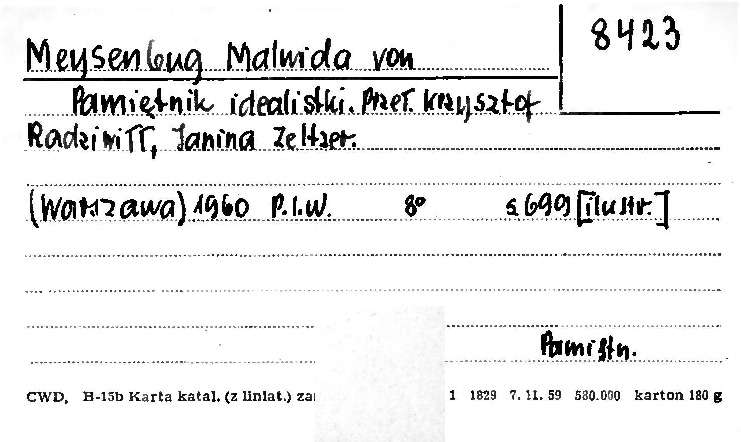 8423
Meysenbug Malwida von
Pamiętnik idealistki. Przeł. Krzysztof
Radziwiłł, Janina Zeltzer.
(Warszawa) 1960 P.I.W. 8° s. 699 [ilustr.]
Pamiętn.
CWD, H-15b Karta katal. (z liniat.) za 1 1829 7.11.59 580.000 karton 180 g